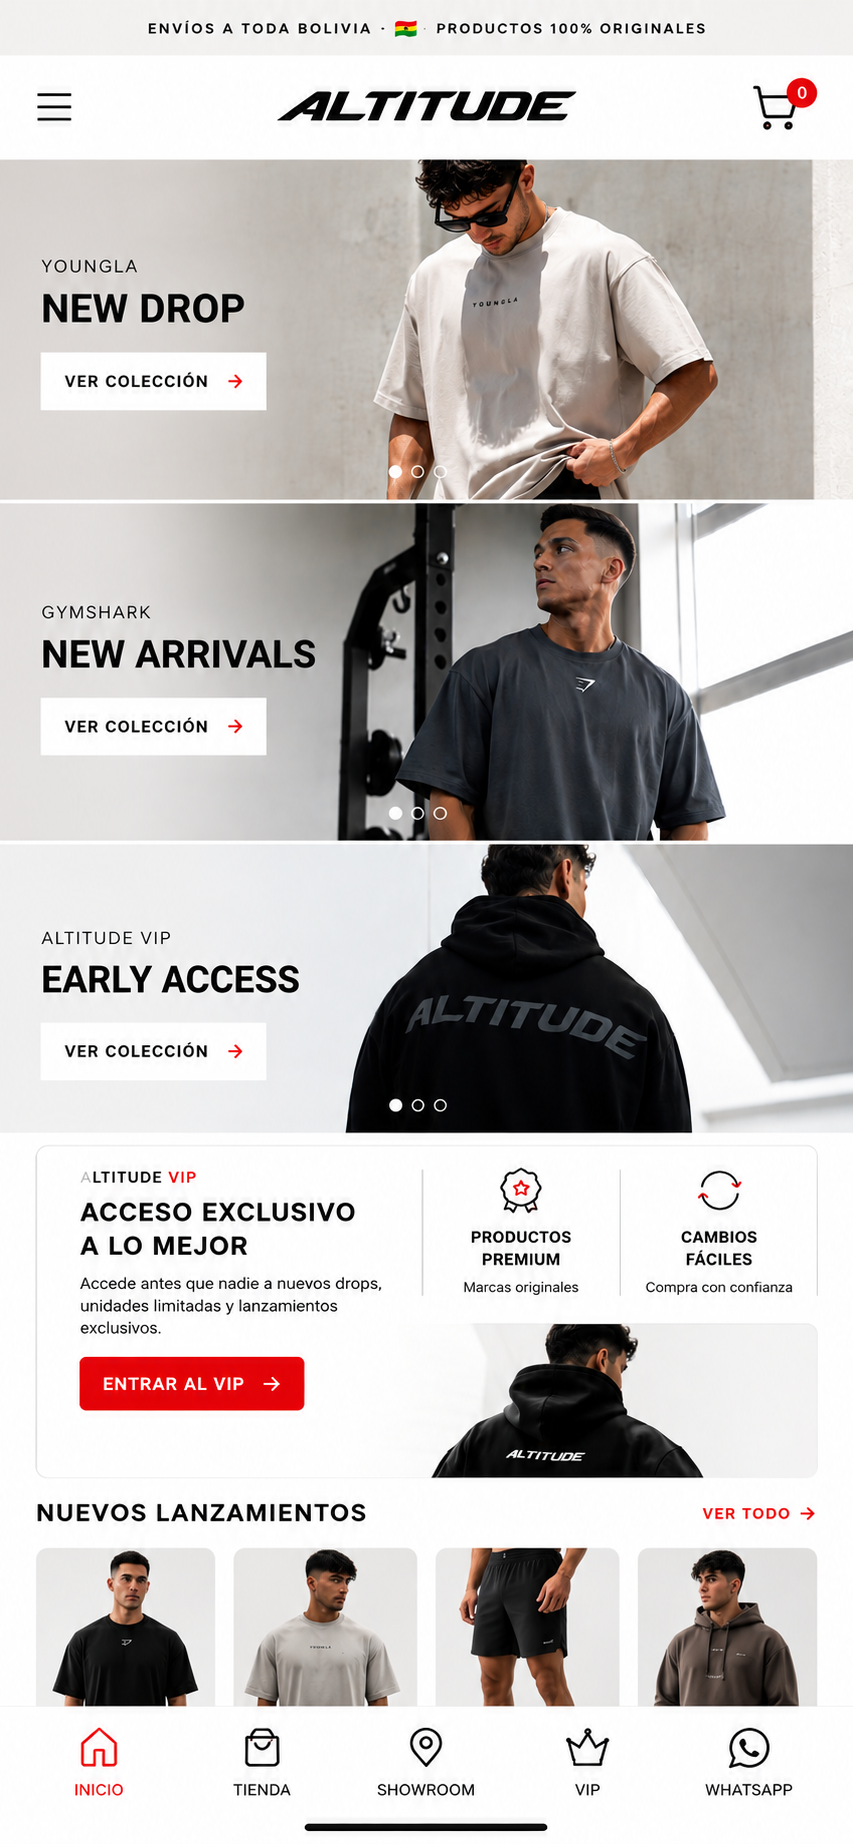 ENVÍOS A TODA BOLIVIA · 🇧🇴 · PRODUCTOS 100% ORIGINALES
ALTITUDE
0
YOUNGLA
NEW DROP
VER COLECCIÓN →
YOUNGLA
GYMSHARK
NEW ARRIVALS
VER COLECCIÓN →
ALTITUDE VIP
EARLY ACCESS
VER COLECCIÓN →
ALTITUDE
ALTITUDE VIP
ACCESO EXCLUSIVO
A LO MEJOR
Accede antes que nadie a nuevos drops,
unidades limitadas y lanzamientos
exclusivos.
ENTRAR AL VIP →
PRODUCTOS
PREMIUM
Marcas originales
CAMBIOS
FÁCILES
Compra con confianza
ALTITUDE
NUEVOS LANZAMIENTOS
VER TODO →
YOUNGLA
INICIO
TIENDA
SHOWROOM
VIP
WHATSAPP